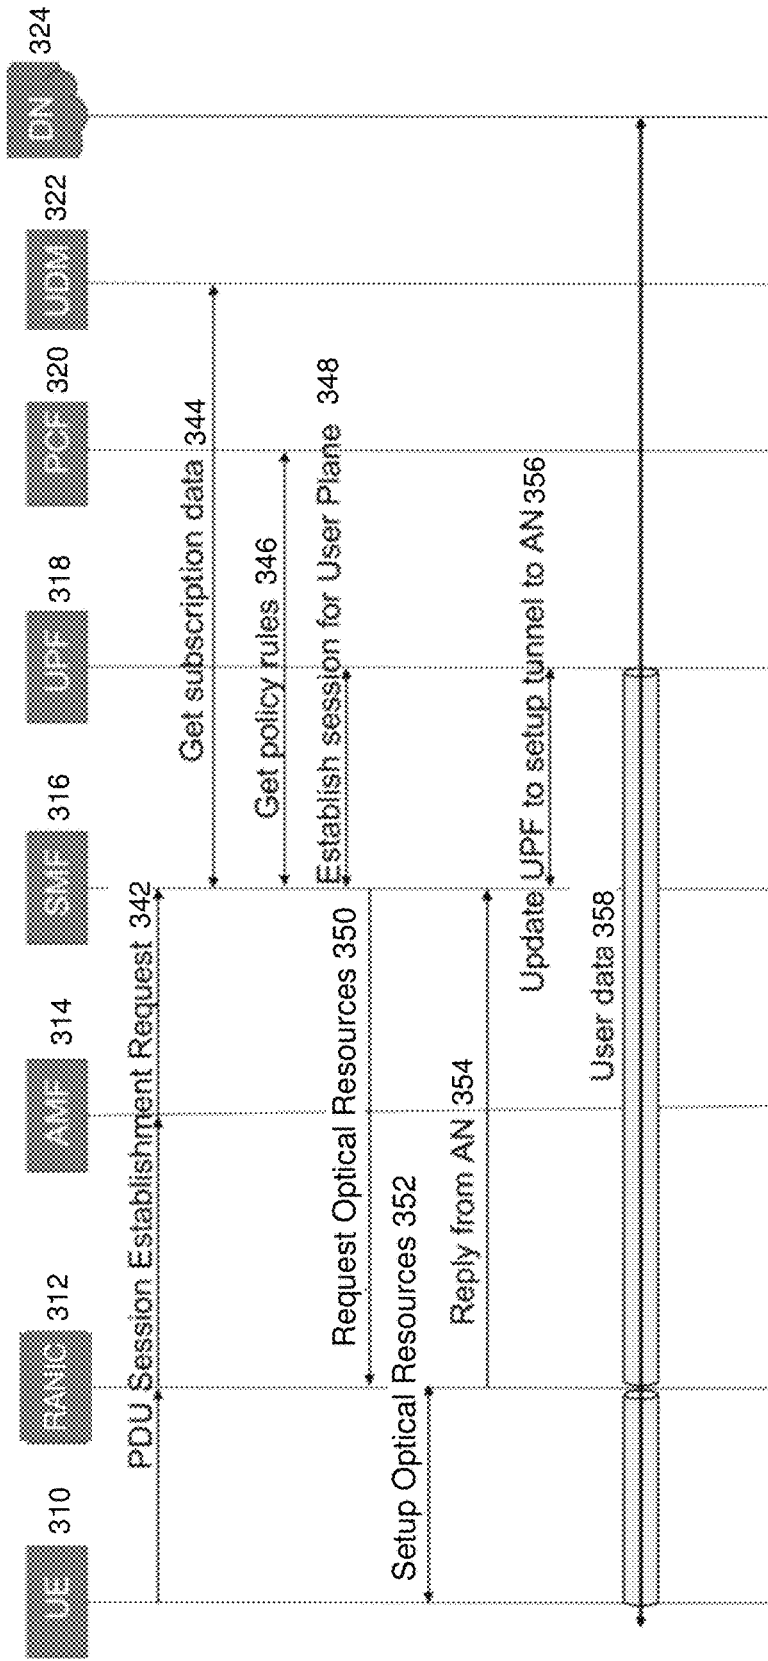 UE 310
RANIC 312
AMF 314
SMF 316
UPF 318
PCF 320
UDM 322
DN 324
PDU Session Establishment Request 342
Get subscription data 344
Get policy rules 346
Establish session for User Plane 348
Request Optical Resources 350
Setup Optical Resources 352
Reply from AN 354
Update UPF to setup tunnel to AN 356
User data 358